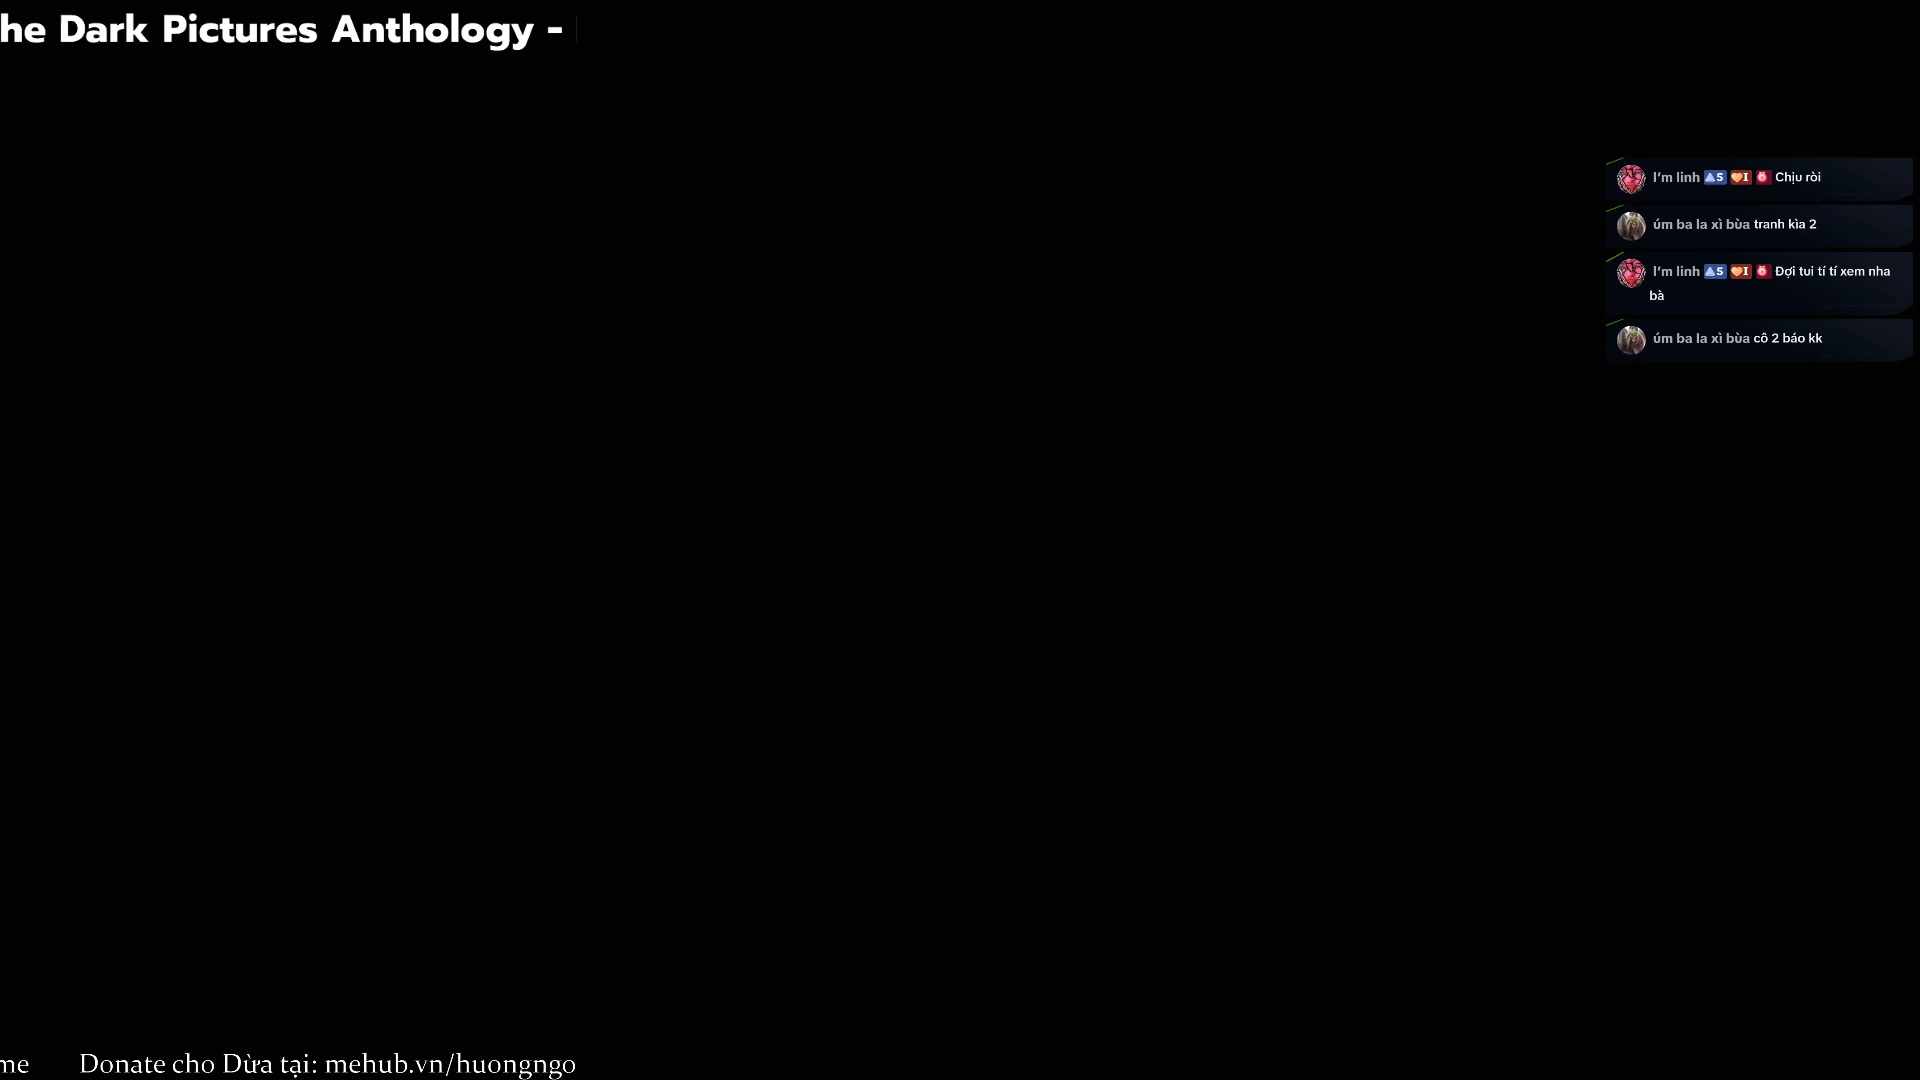 he Dark Pictures Anthology -
I'm linh 5 I Chịu ròi
úm ba la xì bùa tranh kìa 2
I'm linh 5 I Đợi tui tí tí xem nha
bà
úm ba la xì bùa cô 2 báo kk
me Donate cho Dừa tại: mehub.vn/huongngo